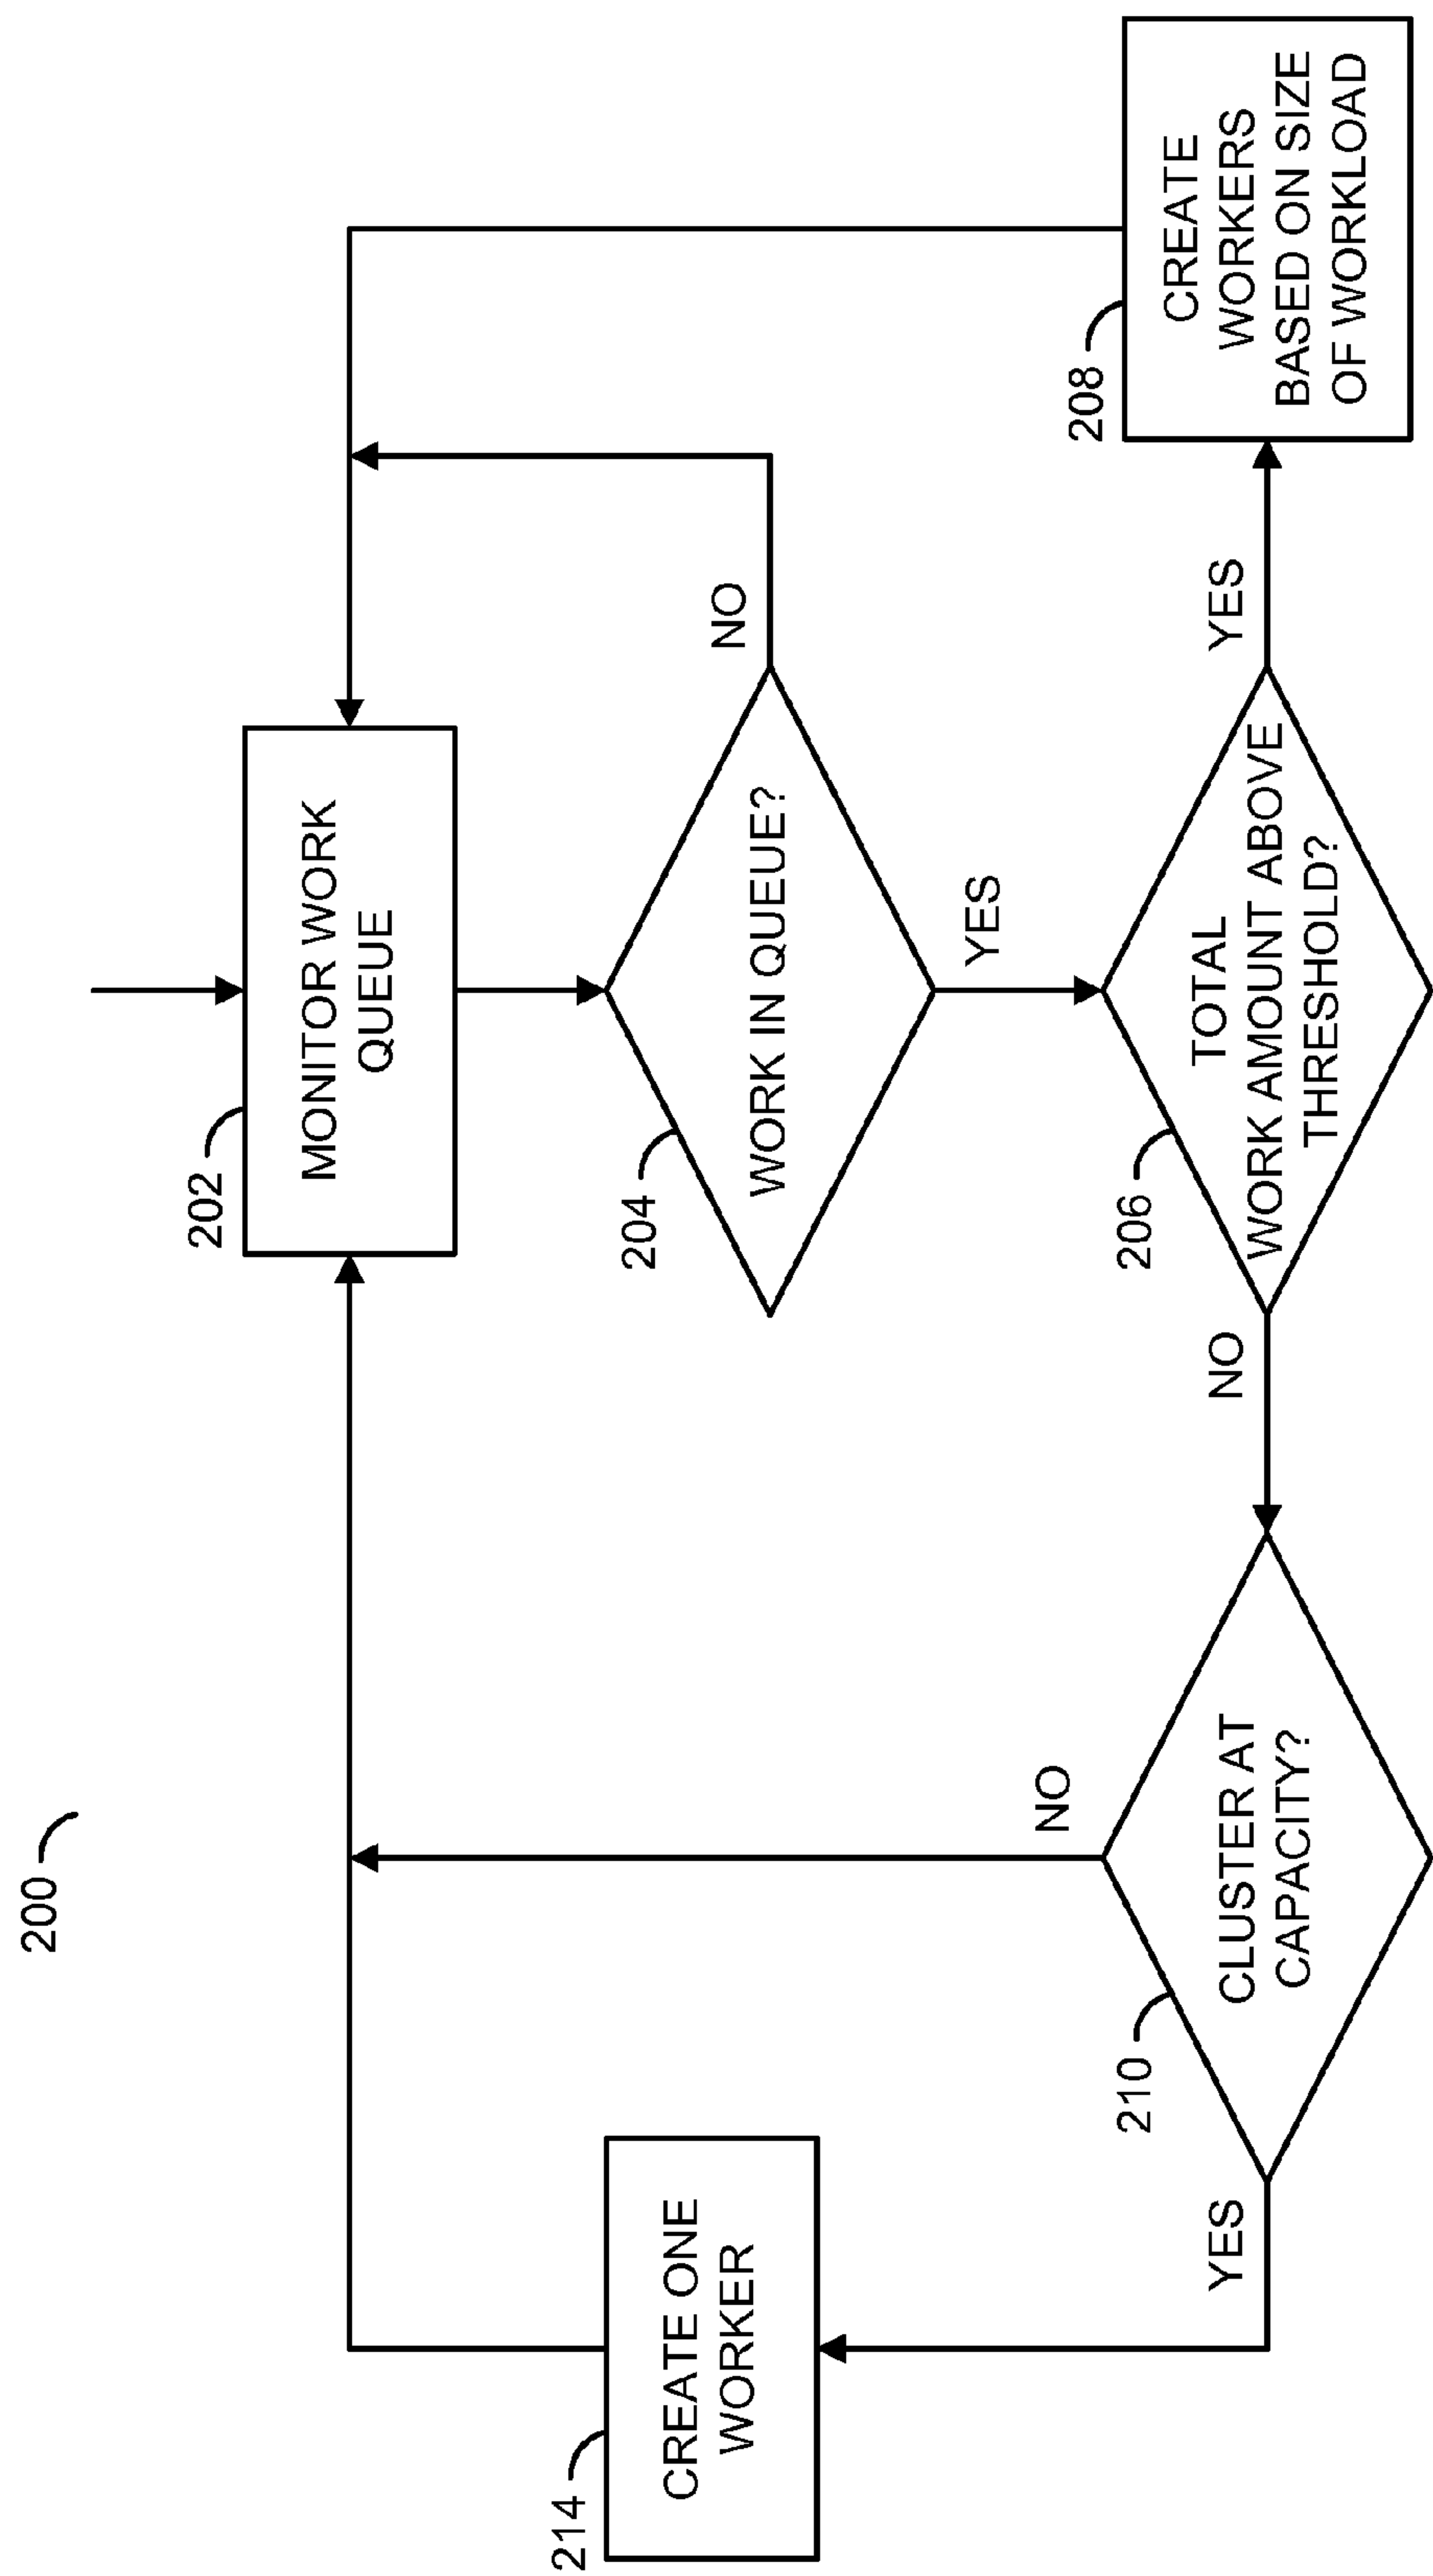 200
202
MONITOR WORK
QUEUE
204
WORK IN QUEUE?
NO
YES
214
CREATE ONE
WORKER
YES
210
CLUSTER AT
CAPACITY?
NO
NO
206
TOTAL
WORK AMOUNT ABOVE
THRESHOLD?
YES
208
CREATE
WORKERS
BASED ON SIZE
OF WORKLOAD